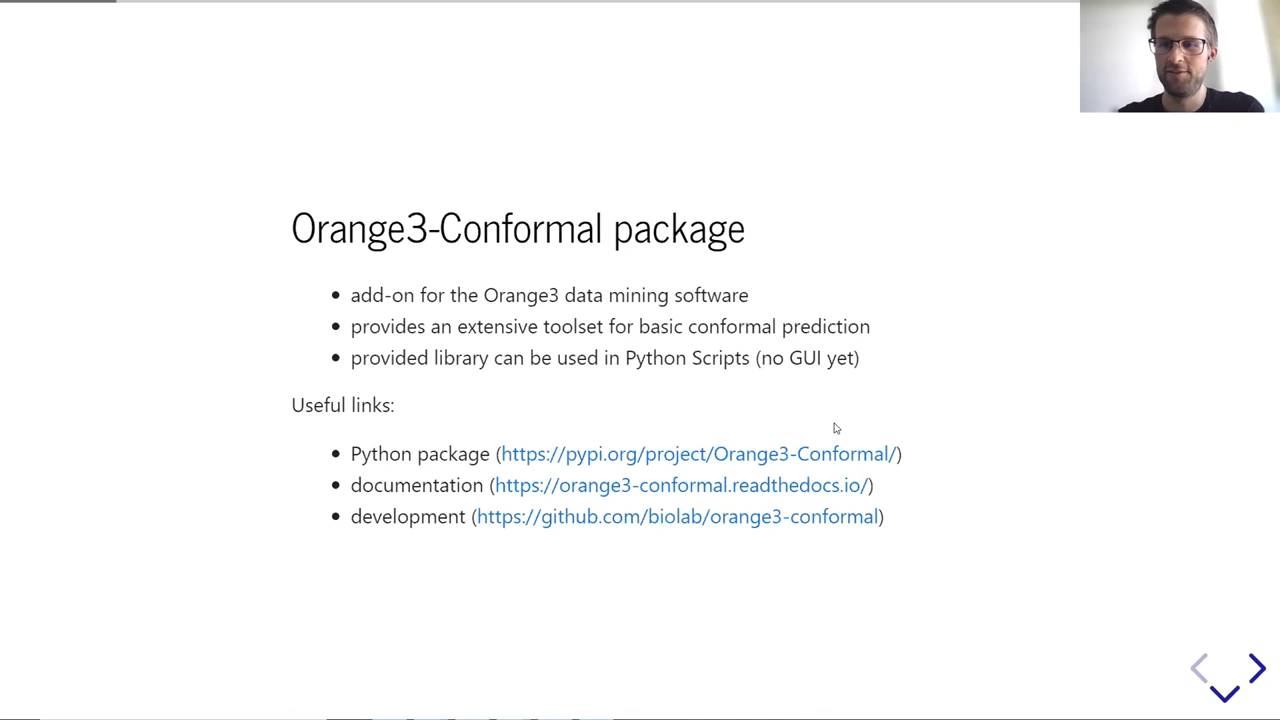 Orange3-Conformal package
• add-on for the Orange3 data mining software
• provides an extensive toolset for basic conformal prediction
• provided library can be used in Python Scripts (no GUI yet)
Useful links:
• Python package (https://pypi.org/project/Orange3-Conformal/)
• documentation (https://orange3-conformal.readthedocs.io/)
• development (https://github.com/biolab/orange3-conformal)